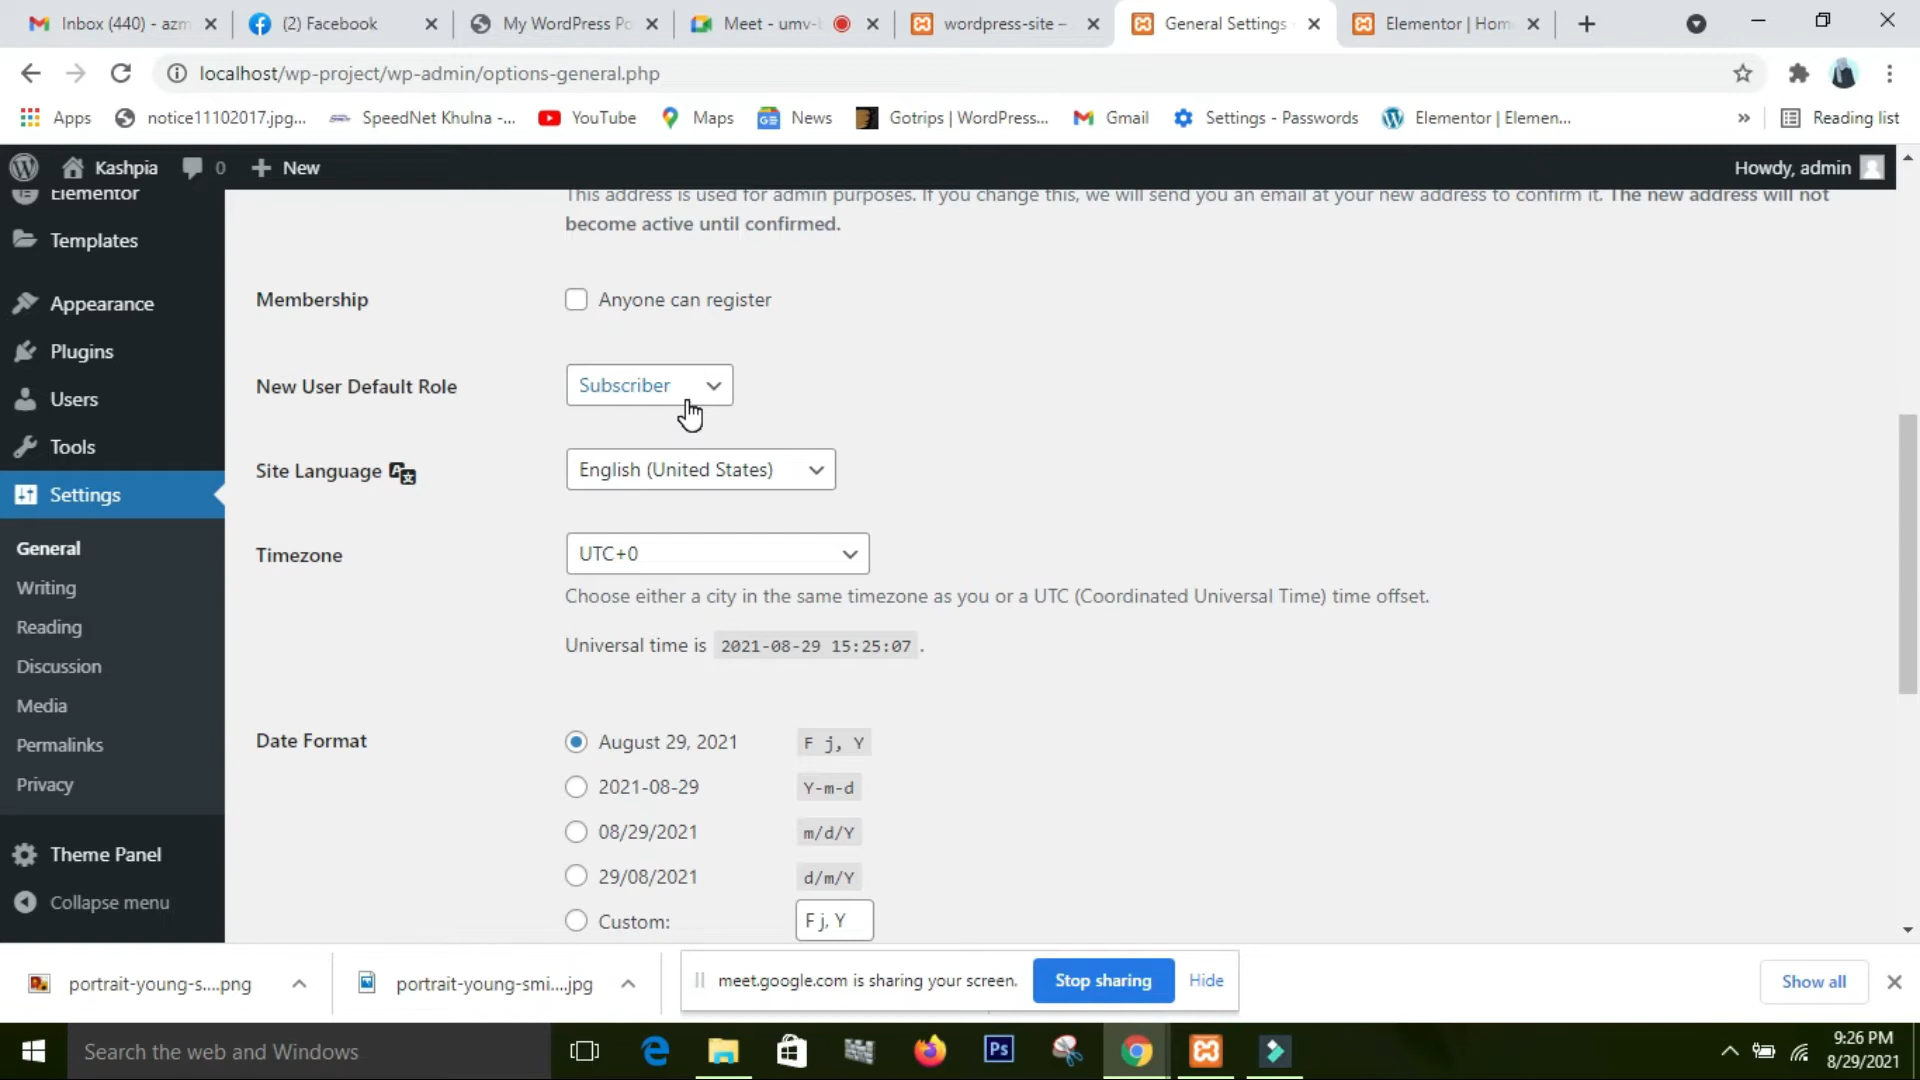 Inbox (440) - azm
(2) Facebook
My WordPress Po
Meet - umv-
wordpress-site –
General Settings
Elementor | Hom
localhost/wp-project/wp-admin/options-general.php
Apps
notice11102017.jpg...
SpeedNet Khulna -...
YouTube
Maps
News
Gotrips | WordPress...
Gmail
Settings - Passwords
Elementor | Elemen...
»
Reading list
Kashpia
0
New
Howdy, admin
Elementor
Templates
Appearance
Plugins
Users
Tools
Settings
General
Writing
Reading
Discussion
Media
Permalinks
Privacy
Theme Panel
Collapse menu
This address is used for admin purposes. If you change this, we will send you an email at your new address to confirm it. The new address will not
become active until confirmed.
Membership
Anyone can register
New User Default Role
Subscriber
Site Language
English (United States)
Timezone
UTC+0
Choose either a city in the same timezone as you or a UTC (Coordinated Universal Time) time offset.
Universal time is 2021-08-29 15:25:07 .
Date Format
August 29, 2021 F j, Y
2021-08-29 Y-m-d
08/29/2021 m/d/Y
29/08/2021 d/m/Y
Custom: F j, Y
portrait-young-s....png
portrait-young-smi....jpg
meet.google.com is sharing your screen.
Stop sharing
Hide
Show all
Search the web and Windows
Ps
9:26 PM
8/29/2021